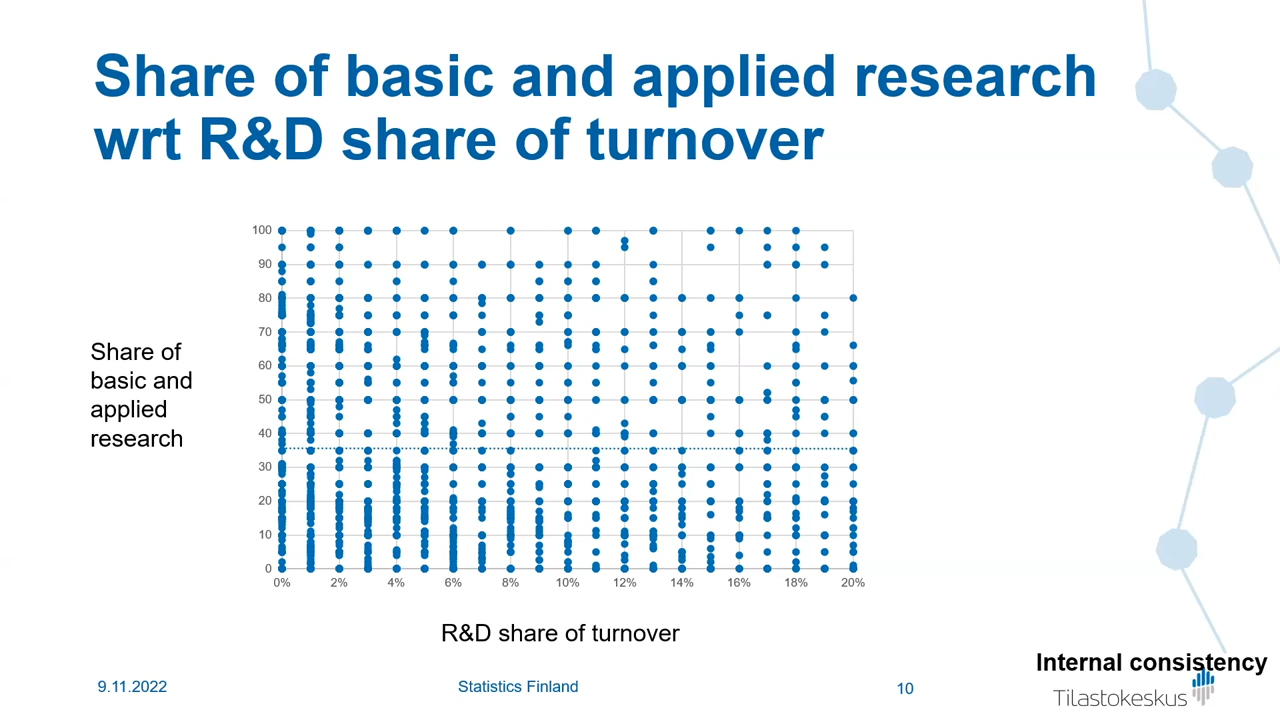 Share of basic and applied research
wrt R&D share of turnover
100
90
80
70
60
50
40
30
20
10
0
0% 2% 4% 6% 8% 10% 12% 14% 16% 18% 20%
Share of
basic and
applied
research
R&D share of turnover
Internal consistency
9.11.2022
Statistics Finland
10
Tilastokeskus